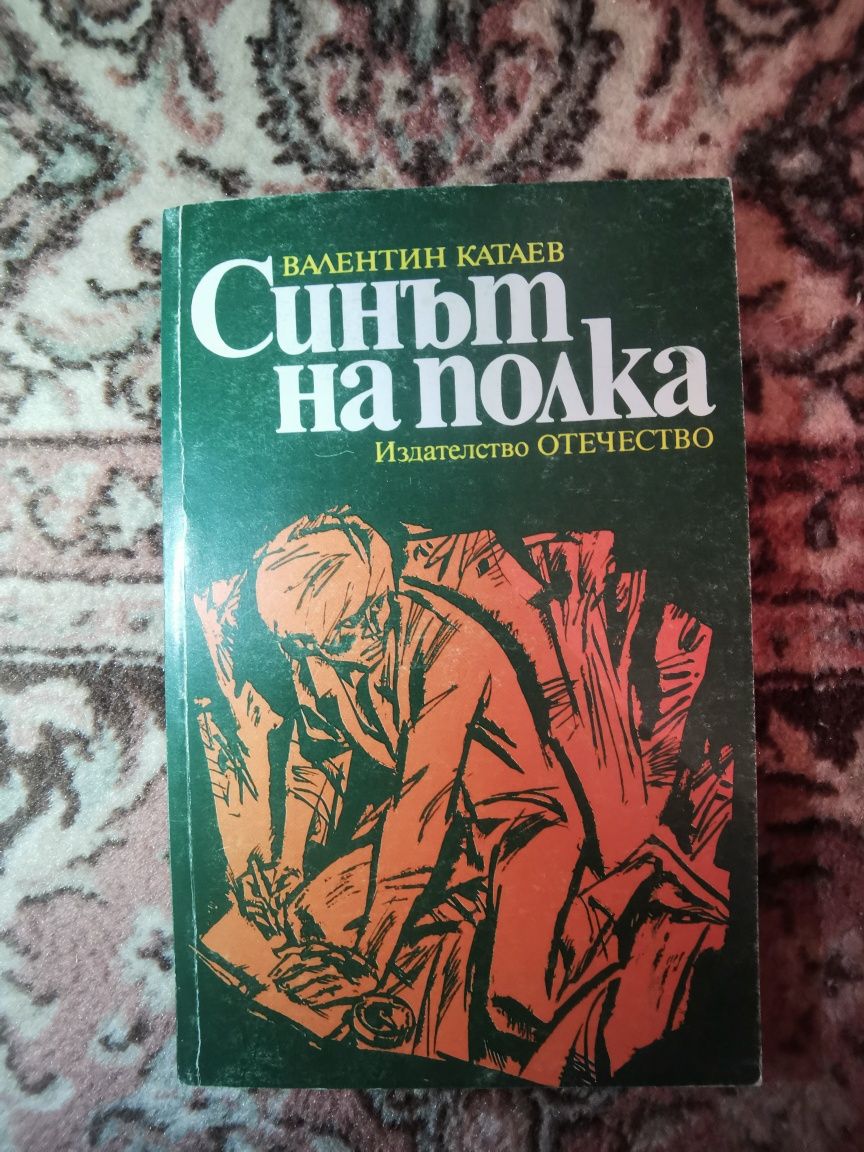 ВАЛЕНТИН КАТАЕВ
Синът
на полка
Издателство ОТЕЧЕСТВО